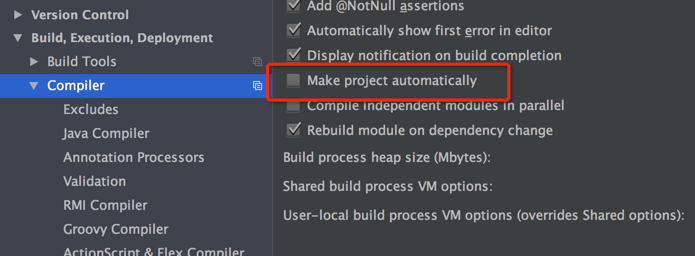 Version Control
Build, Execution, Deployment
Build Tools
Compiler
Excludes
Java Compiler
Annotation Processors
Validation
RMI Compiler
Groovy Compiler
ActionScript & Flex Compiler
Add @NotNull assertions
Automatically show first error in editor
Display notification on build completion
Make project automatically
Compile independent modules in parallel
Rebuild module on dependency change
Build process heap size (Mbytes):
Shared build process VM options:
User-local build process VM options (overrides Shared options):